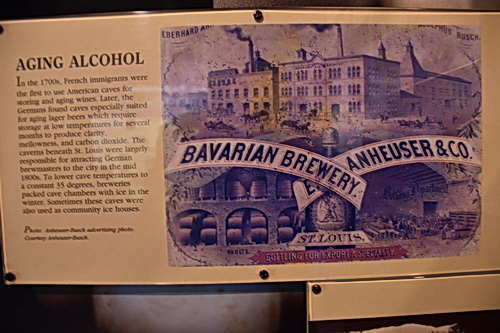 AGING ALCOHOL
In the 1700s, French immigrants were
the first to use American caves for
storing and aging wines. Later, the
Germans found caves especially suited
for aging lager beers which require
storage at low temperatures for several
months to produce clarity,
mellowness, and carbon dioxide. The
caverns beneath St. Louis were largely
responsible for attracting German
brewmasters to the city in the mid
1800s. To lower cave temperatures to
a constant 35 degrees, breweries
packed cave chambers with ice in the
winter. Sometimes these caves were
also used as community ice houses.
Photo: Anheuser-Busch advertising photo.
Courtesy Anheuser-Busch.
EBERHARD AN
ADOLPHUS BUSCH.
BAVARIAN BREWERY.
E. ANHEUSER & CO.
ST. LOUIS.
VAULTS.
BOTTLING FOR EXPORT A SPECIALTY